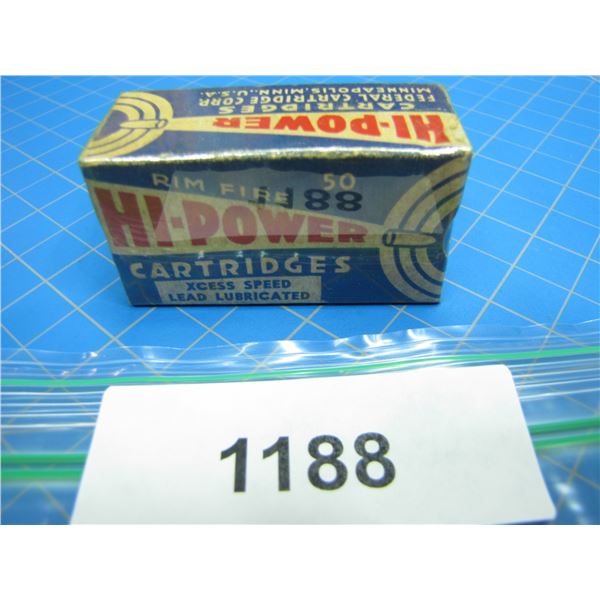 HI-POWER
CARTRIDGES
FEDERAL CARTRIDGE CORP.
MINNEAPOLIS, MINN., U.S.A.
RIM FIRE 50
1188
HI-POWER
CARTRIDGES
XCESS SPEED
LEAD LUBRICATED
1188